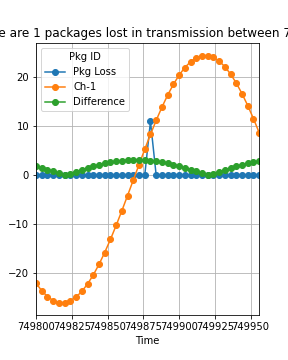 e are 1 packages lost in transmission between 7
Pkg ID
Pkg Loss
Ch-1
Difference
20
10
0
−10
−20
749800 749825 749850 749875 749900 749925 749950
Time